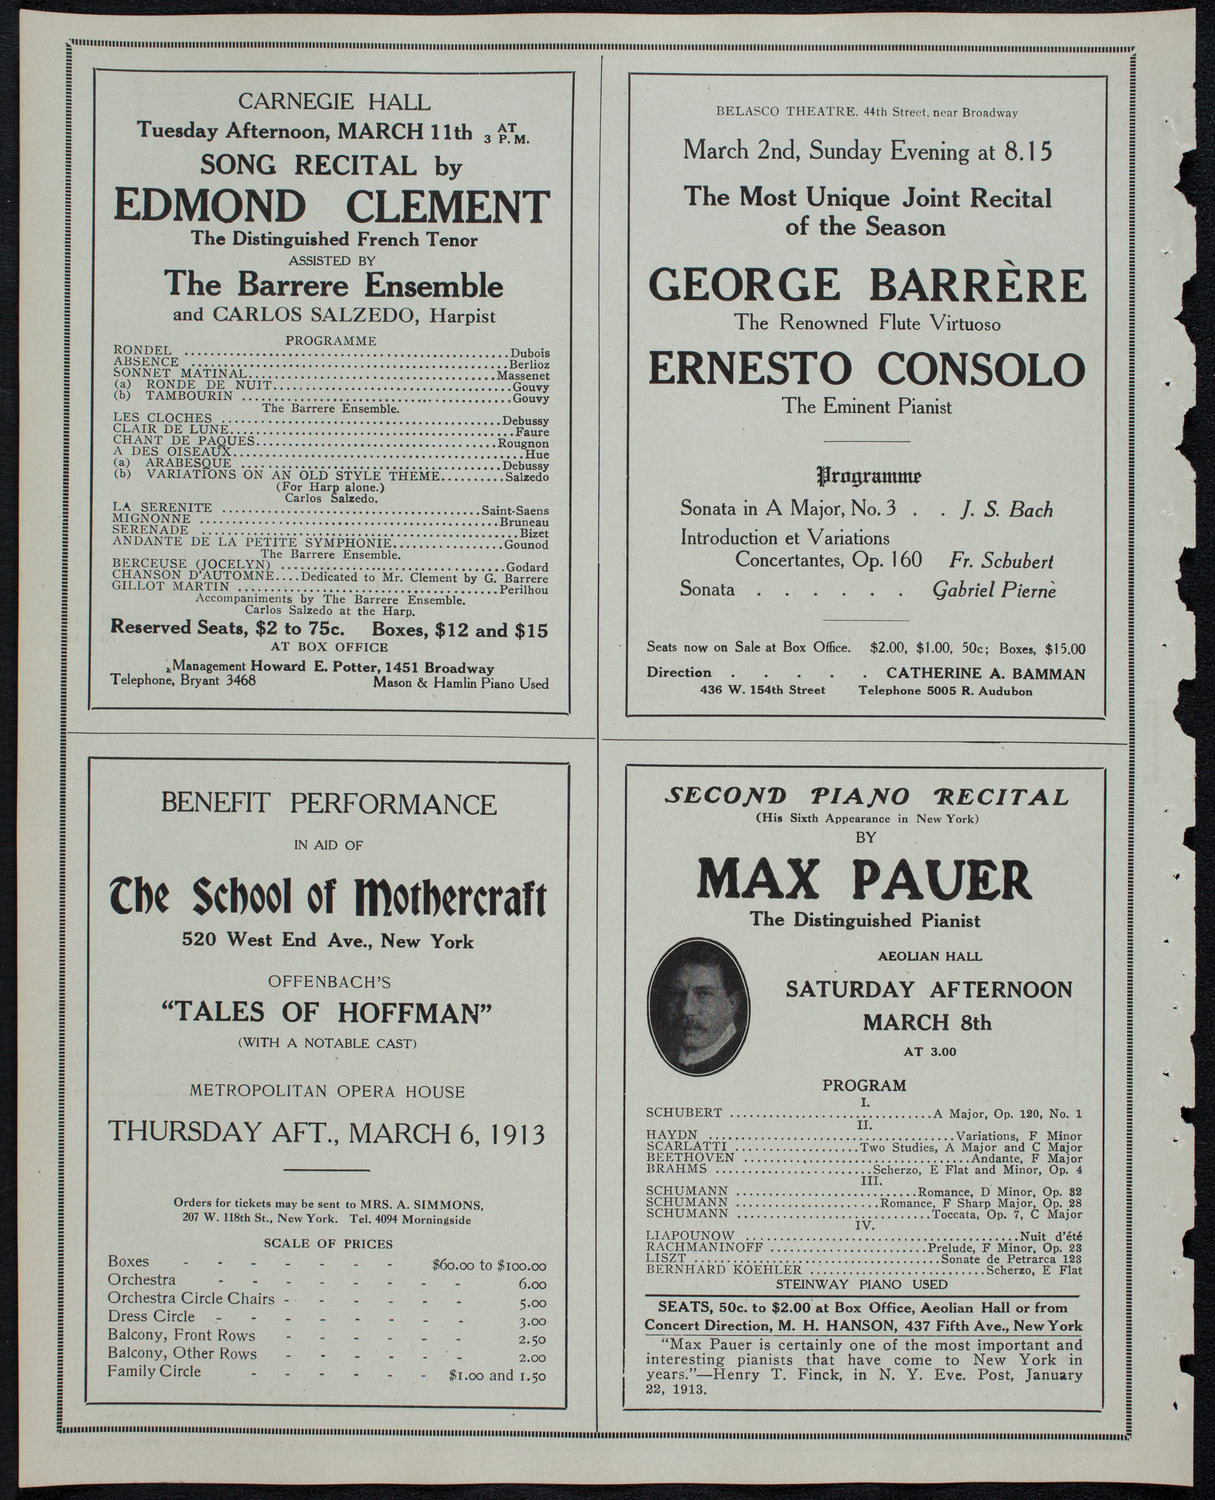 CARNEGIE HALL
Tuesday Afternoon, MARCH 11th 3 AT P. M.
SONG RECITAL by
EDMOND CLEMENT
The Distinguished French Tenor
ASSISTED BY
The Barrere Ensemble
and CARLOS SALZEDO, Harpist
PROGRAMME
RONDEL ........ Dubois
ABSENCE ........ Berlioz
SONNET MATINAL ........ Massenet
(a) RONDE DE NUIT ........ Gouvy
(b) TAMBOURIN ........ Gouvy
The Barrere Ensemble.
LES CLOCHES ........ Debussy
CLAIR DE LUNE ........ Faure
CHANT DE PAQUES ........ Rougnon
A DES OISEAUX ........ Hue
(a) ARABESQUE ........ Debussy
(b) VARIATIONS ON AN OLD STYLE THEME ........ Salzedo
(For Harp alone.)
Carlos Salzedo.
LA SERENITE ........ Saint-Saens
MIGNONNE ........ Bruneau
SERENADE ........ Bizet
ANDANTE DE LA PETITE SYMPHONIE ........ Gounod
The Barrere Ensemble.
BERCEUSE (JOCELYN) ........ Godard
CHANSON D'AUTOMNE....Dedicated to Mr. Clement by G. Barrere
GILLOT MARTIN ........ Perilhou
Accompaniments by The Barrere Ensemble.
Carlos Salzedo at the Harp.
Reserved Seats, $2 to 75c. Boxes, $12 and $15
AT BOX OFFICE
Management Howard E. Potter, 1451 Broadway
Telephone, Bryant 3468 Mason & Hamlin Piano Used
BELASCO THEATRE, 44th Street, near Broadway
March 2nd, Sunday Evening at 8.15
The Most Unique Joint Recital
of the Season
GEORGE BARRÈRE
The Renowned Flute Virtuoso
ERNESTO CONSOLO
The Eminent Pianist
Programme
Sonata in A Major, No. 3 . . J. S. Bach
Introduction et Variations
Concertantes, Op. 160 Fr. Schubert
Sonata . . . . . . Gabriel Piernè
Seats now on Sale at Box Office. $2.00, $1.00, 50c; Boxes, $15.00
Direction . . . . . CATHERINE A. BAMMAN
436 W. 154th Street Telephone 5005 R. Audubon
BENEFIT PERFORMANCE
IN AID OF
The School of Mothercraft
520 West End Ave., New York
OFFENBACH'S
"TALES OF HOFFMAN"
(WITH A NOTABLE CAST)
METROPOLITAN OPERA HOUSE
THURSDAY AFT., MARCH 6, 1913
Orders for tickets may be sent to MRS. A. SIMMONS,
207 W. 118th St., New York. Tel. 4094 Morningside
SCALE OF PRICES
Boxes - - - - - - - $60.00 to $100.00
Orchestra - - - - - - - - 6.00
Orchestra Circle Chairs - - - - - - 5.00
Dress Circle - - - - - - - - 3.00
Balcony, Front Rows - - - - - - 2.50
Balcony, Other Rows - - - - - - 2.00
Family Circle - - - - - - $1.00 and 1.50
SECOND PIANO RECITAL
(His Sixth Appearance in New York)
BY
MAX PAUER
The Distinguished Pianist
AEOLIAN HALL
SATURDAY AFTERNOON
MARCH 8th
AT 3.00
PROGRAM
I.
SCHUBERT ........ A Major, Op. 120, No. 1
II.
HAYDN ........ Variations, F Minor
SCARLATTI ........ Two Studies, A Major and C Major
BEETHOVEN ........ Andante, F Major
BRAHMS ........ Scherzo, E Flat and Minor, Op. 4
III.
SCHUMANN ........ Romance, D Minor, Op. 32
SCHUMANN ........ Romance, F Sharp Major, Op. 28
SCHUMANN ........ Toccata, Op. 7, C Major
IV.
LIAPOUNOW ........ Nuit d'été
RACHMANINOFF ........ Prelude, F Minor, Op. 23
LISZT ........ Sonate de Petrarca 123
BERNHARD KOEHLER ........ Scherzo, E Flat
STEINWAY PIANO USED
SEATS, 50c. to $2.00 at Box Office, Aeolian Hall or from
Concert Direction, M. H. HANSON, 437 Fifth Ave., New York
"Max Pauer is certainly one of the most important and
interesting pianists that have come to New York in
years."—Henry T. Finck, in N. Y. Eve. Post, January
22, 1913.